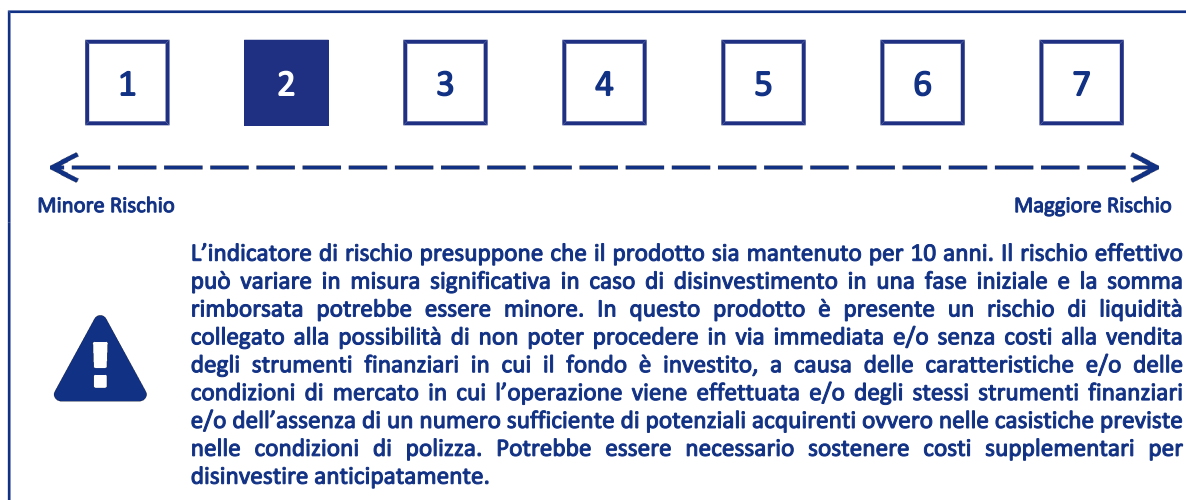 1 2 3 4 5 6 7
Minore Rischio Maggiore Rischio
L’indicatore di rischio presuppone che il prodotto sia mantenuto per 10 anni. Il rischio effettivo
può variare in misura significativa in caso di disinvestimento in una fase iniziale e la somma
rimborsata potrebbe essere minore. In questo prodotto è presente un rischio di liquidità
collegato alla possibilità di non poter procedere in via immediata e/o senza costi alla vendita
degli strumenti finanziari in cui il fondo è investito, a causa delle caratteristiche e/o delle
condizioni di mercato in cui l’operazione viene effettuata e/o degli stessi strumenti finanziari
e/o dell’assenza di un numero sufficiente di potenziali acquirenti ovvero nelle casistiche previste
nelle condizioni di polizza. Potrebbe essere necessario sostenere costi supplementari per
disinvestire anticipatamente.